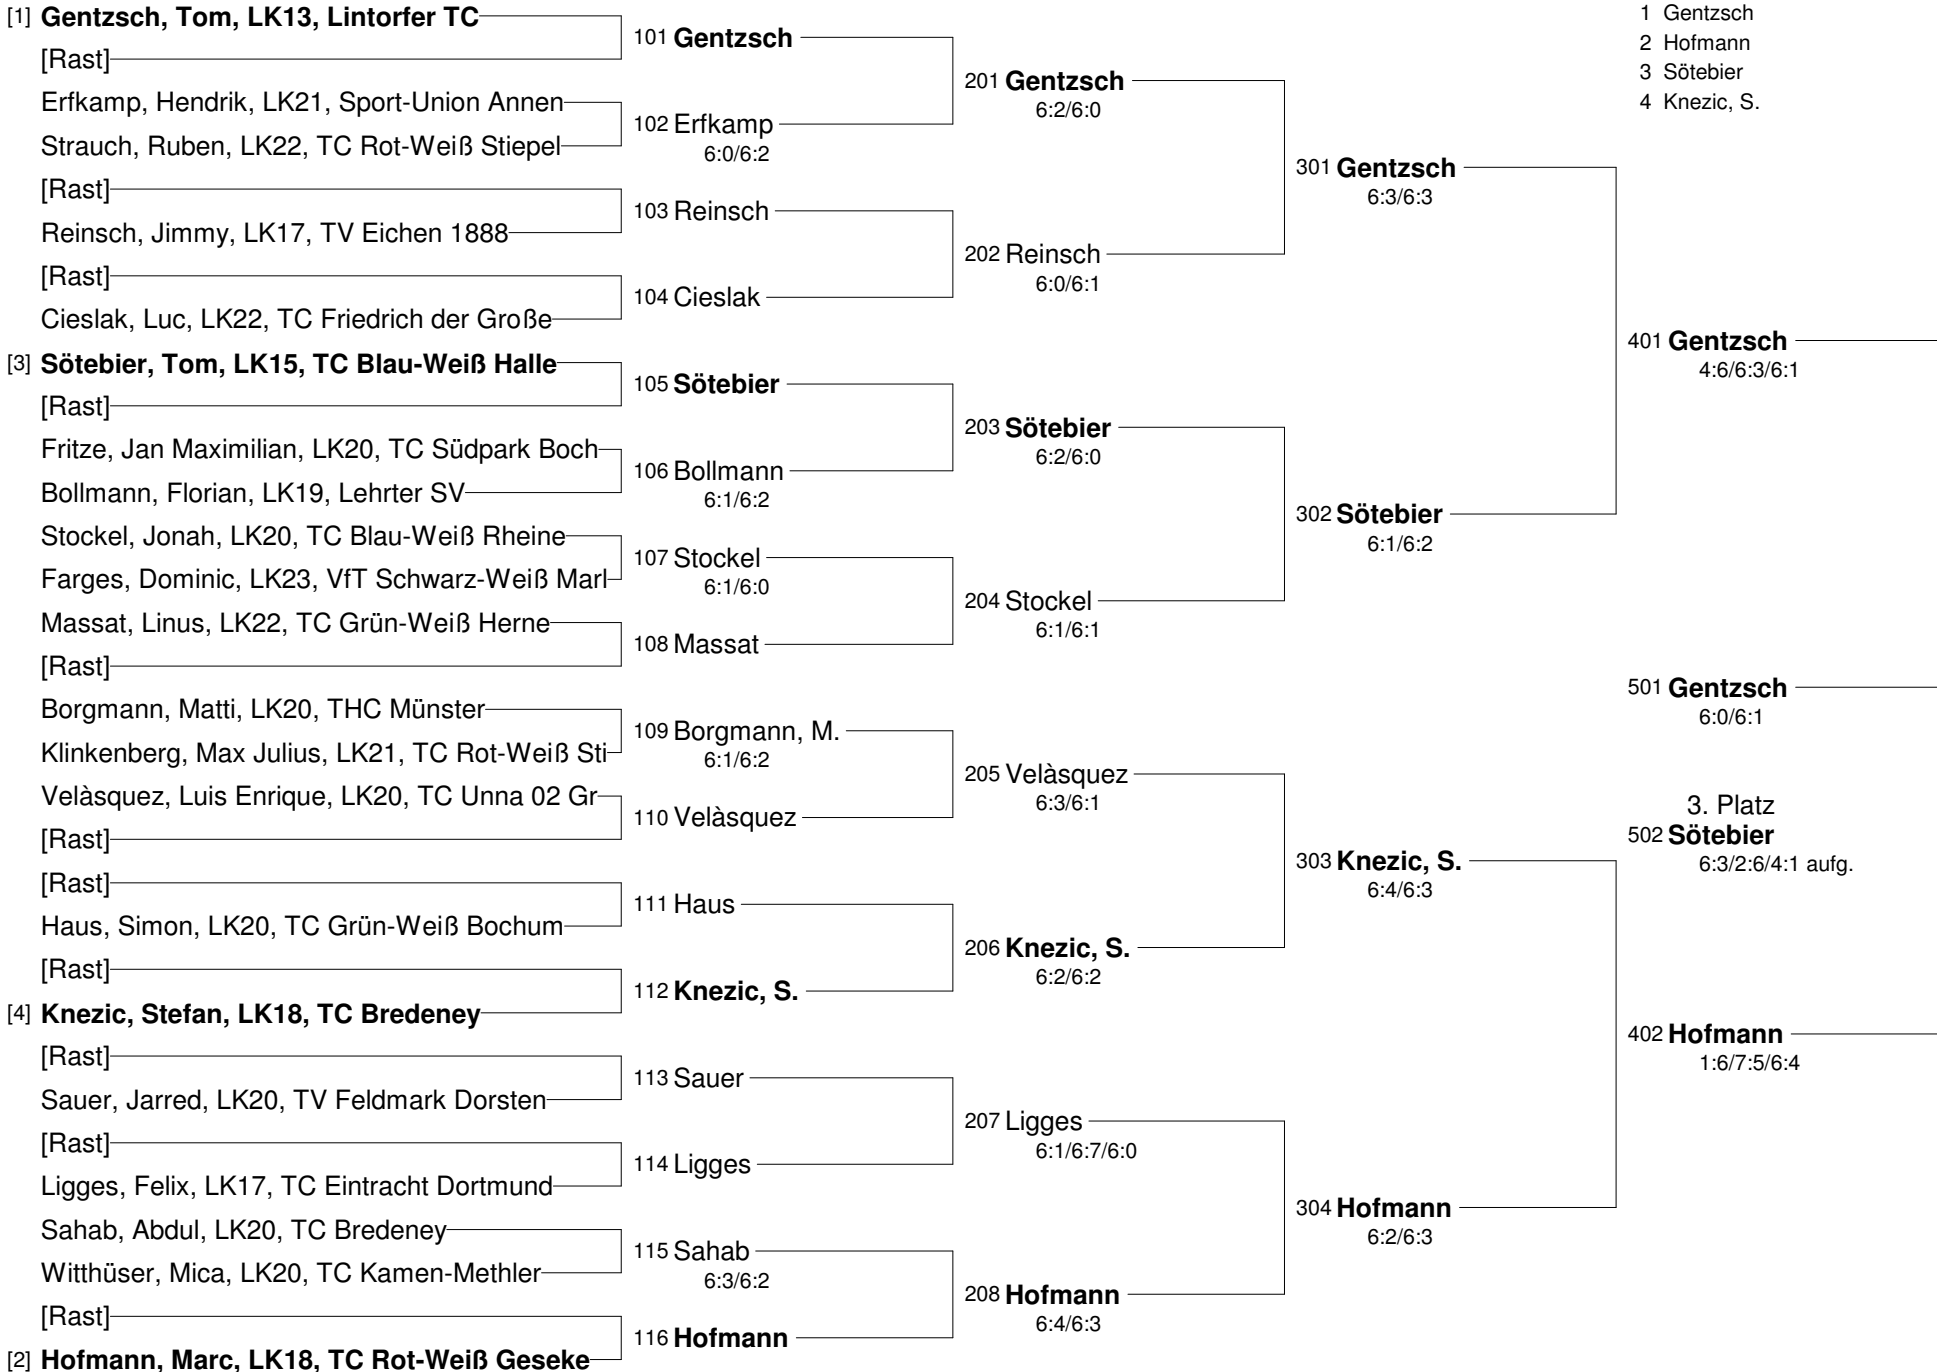 [1] Gentzsch, Tom, LK13, Lintorfer TC
[Rast]
Erfkamp, Hendrik, LK21, Sport-Union Annen
Strauch, Ruben, LK22, TC Rot-Weiß Stiepel
[Rast]
Reinsch, Jimmy, LK17, TV Eichen 1888
[Rast]
Cieslak, Luc, LK22, TC Friedrich der Große
[3] Sötebier, Tom, LK15, TC Blau-Weiß Halle
[Rast]
Fritze, Jan Maximilian, LK20, TC Südpark Boch
Bollmann, Florian, LK19, Lehrter SV
Stockel, Jonah, LK20, TC Blau-Weiß Rheine
Farges, Dominic, LK23, VfT Schwarz-Weiß Marl
Massat, Linus, LK22, TC Grün-Weiß Herne
[Rast]
Borgmann, Matti, LK20, THC Münster
Klinkenberg, Max Julius, LK21, TC Rot-Weiß Sti
Velàsquez, Luis Enrique, LK20, TC Unna 02 Gr
[Rast]
[Rast]
Haus, Simon, LK20, TC Grün-Weiß Bochum
[Rast]
[4] Knezic, Stefan, LK18, TC Bredeney
[Rast]
Sauer, Jarred, LK20, TV Feldmark Dorsten
[Rast]
Ligges, Felix, LK17, TC Eintracht Dortmund
Sahab, Abdul, LK20, TC Bredeney
Witthüser, Mica, LK20, TC Kamen-Methler
[Rast]
[2] Hofmann, Marc, LK18, TC Rot-Weiß Geseke
101 Gentzsch
102 Erfkamp
6:0/6:2
103 Reinsch
104 Cieslak
105 Sötebier
106 Bollmann
6:1/6:2
107 Stockel
6:1/6:0
108 Massat
109 Borgmann, M.
6:1/6:2
110 Velàsquez
111 Haus
112 Knezic, S.
113 Sauer
114 Ligges
115 Sahab
6:3/6:2
116 Hofmann
201 Gentzsch
6:2/6:0
202 Reinsch
6:0/6:1
203 Sötebier
6:2/6:0
204 Stockel
6:1/6:1
205 Velàsquez
6:3/6:1
206 Knezic, S.
6:2/6:2
207 Ligges
6:1/6:7/6:0
208 Hofmann
6:4/6:3
301 Gentzsch
6:3/6:3
302 Sötebier
6:1/6:2
303 Knezic, S.
6:4/6:3
304 Hofmann
6:2/6:3
1 Gentzsch
2 Hofmann
3 Sötebier
4 Knezic, S.
401 Gentzsch
4:6/6:3/6:1
501 Gentzsch
6:0/6:1
3. Platz
502 Sötebier
6:3/2:6/4:1 aufg.
402 Hofmann
1:6/7:5/6:4